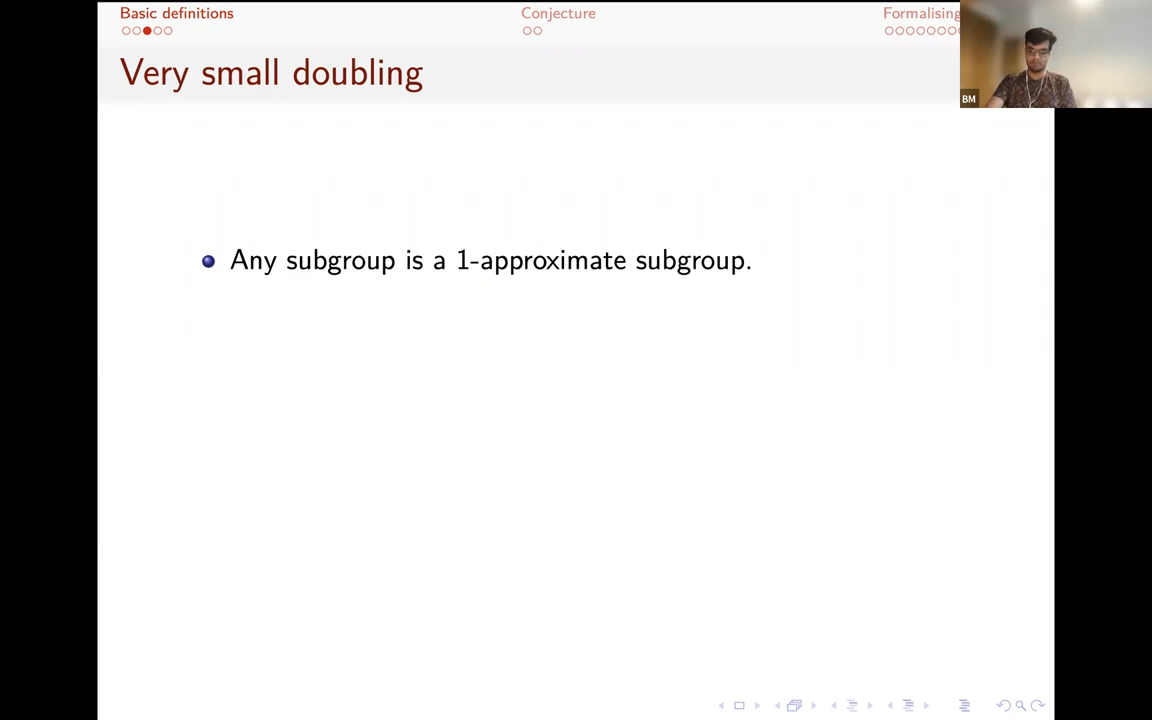 Basic definitions
Conjecture
Formalising
Very small doubling
BM
Any subgroup is a 1-approximate subgroup.